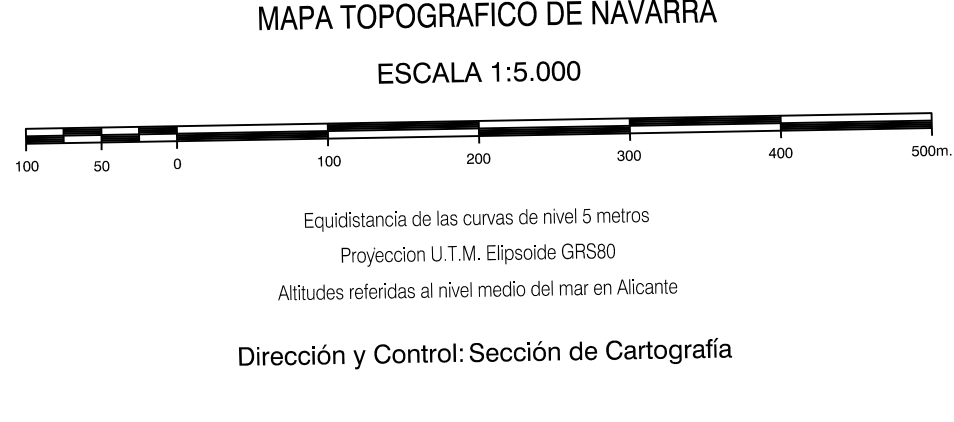 MAPA TOPOGRAFICO DE NAVARRA
ESCALA 1:5.000
100 50 0 100 200 300 400 500m.
Equidistancia de las curvas de nivel 5 metros
Proyeccion U.T.M. Elipsoide GRS80
Altitudes referidas al nivel medio del mar en Alicante
Dirección y Control: Sección de Cartografía